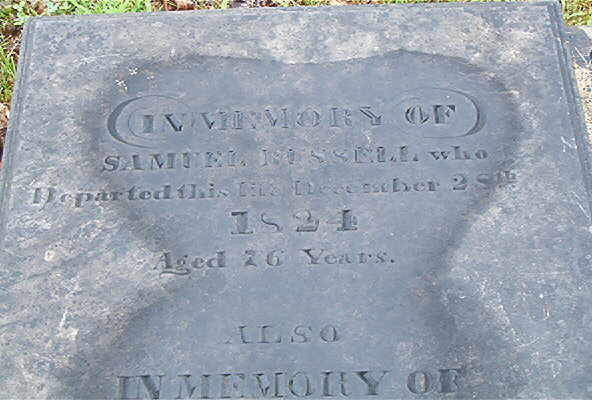 IN MEMORY OF
SAMUEL RUSSELL who
Departed this life December 28th
1824
Aged 76 Years.
ALSO
IN MEMORY OF